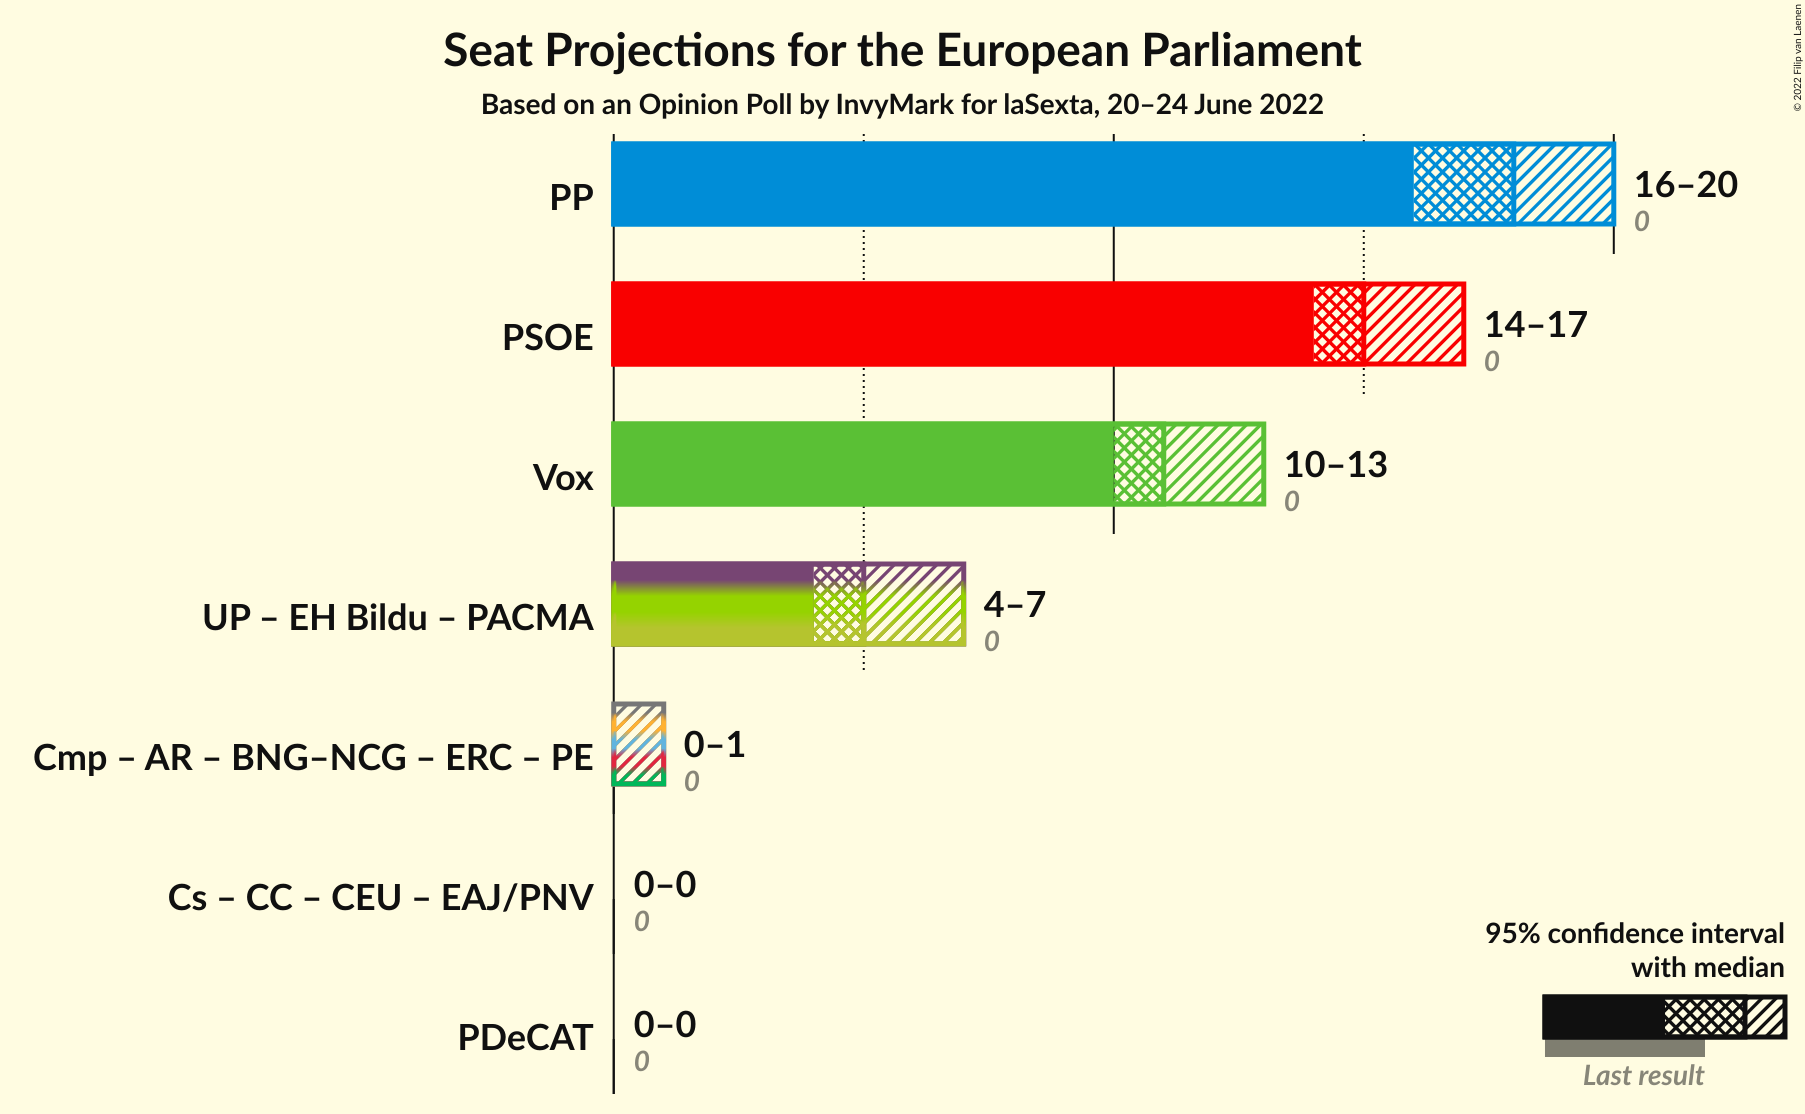 Seat Projections for the European Parliament
Based on an Opinion Poll by InvyMark for laSexta, 20–24 June 2022
© 2022 Filip van Laenen
PP
16–20
0
PSOE
14–17
0
Vox
10–13
0
UP – EH Bildu – PACMA
4–7
0
Cmp – AR – BNG–NCG – ERC – PE
0–1
0
Cs – CC – CEU – EAJ/PNV
0–0
0
PDeCAT
0–0
0
95% confidence interval
with median
Last result